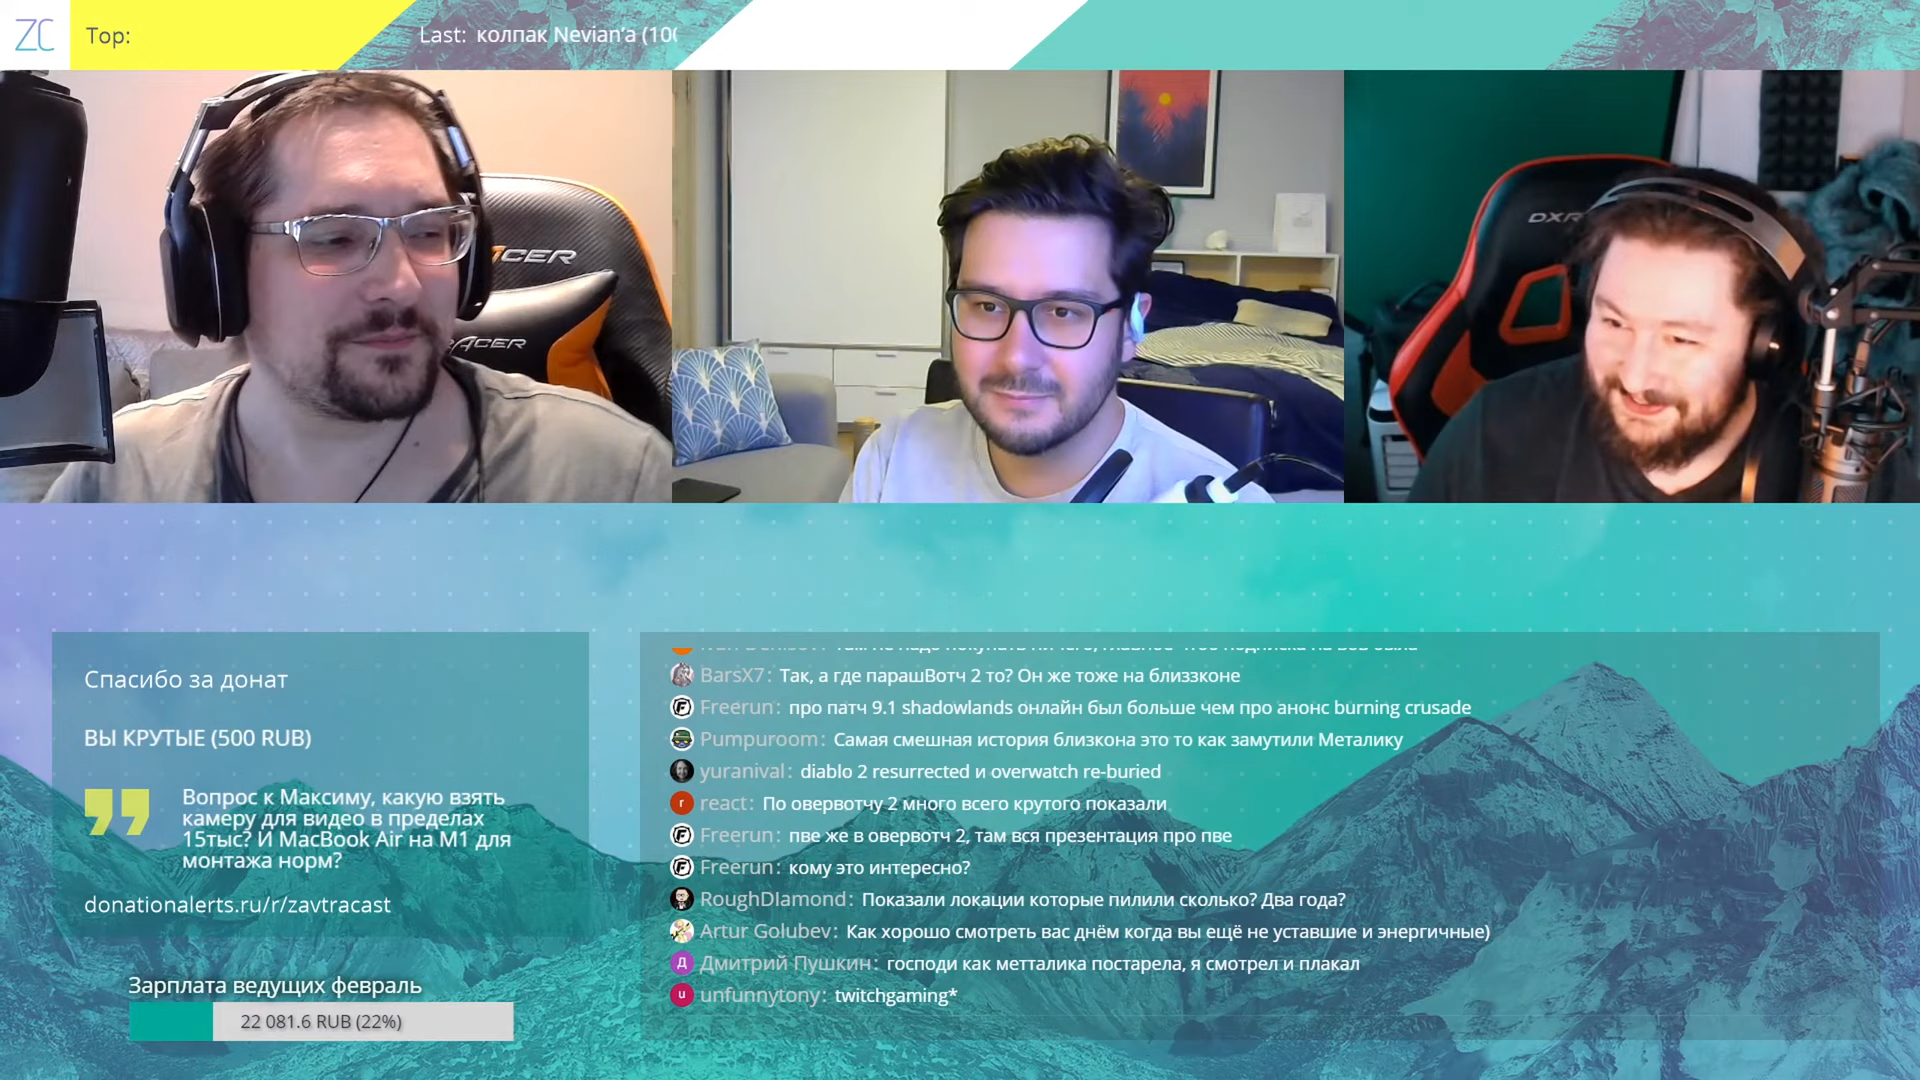 ZC
Top:
Last: колпак Nevian'a (100
ACER
ACER
DXR
Спасибо за донат
ВЫ КРУТЫЕ (500 RUB)
Вопрос к Максиму, какую взять
камеру для видео в пределах
15тыс? И MacBook Air на M1 для
монтажа норм?
donationalerts.ru/r/zavtracast
Зарплата ведущих февраль
22 081.6 RUB (22%)
BarsX7: Так, а где парашВотч 2 то? Он же тоже на близзконе
Freerun: про патч 9.1 shadowlands онлайн был больше чем про анонс burning crusade
Pumpuroom: Самая смешная история близкона это то как замутили Металику
yuranival: diablo 2 resurrected и overwatch re-buried
react: По овервотчу 2 много всего крутого показали
Freerun: пве же в овервотч 2, там вся презентация про пве
Freerun: кому это интересно?
RoughDIamond: Показали локации которые пилили сколько? Два года?
Artur Golubev: Как хорошо смотреть вас днём когда вы ещё не уставшие и энергичные)
Дмитрий Пушкин: господи как метталика постарела, я смотрел и плакал
unfunnytony: twitchgaming*